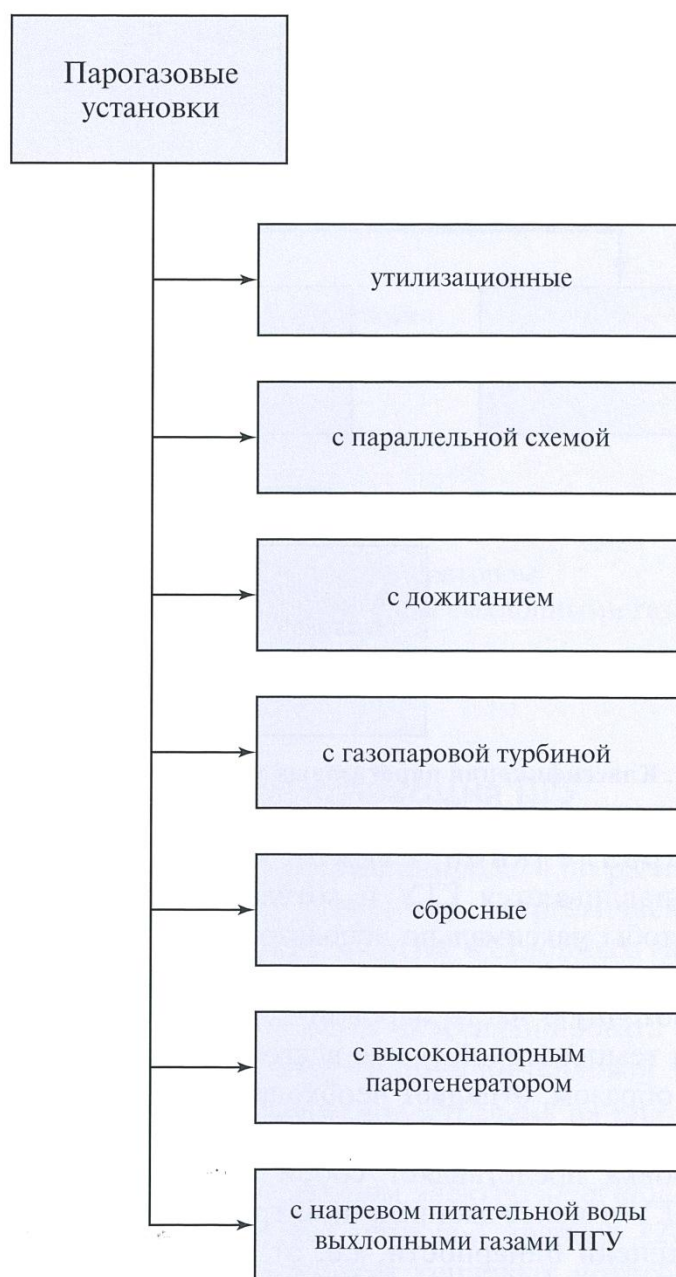 Парогазовые
установки
утилизационные
с параллельной схемой
с дожиганием
с газопаровой турбиной
сбросные
с высоконапорным
парогенератором
с нагревом питательной воды
выхлопными газами ПГУ